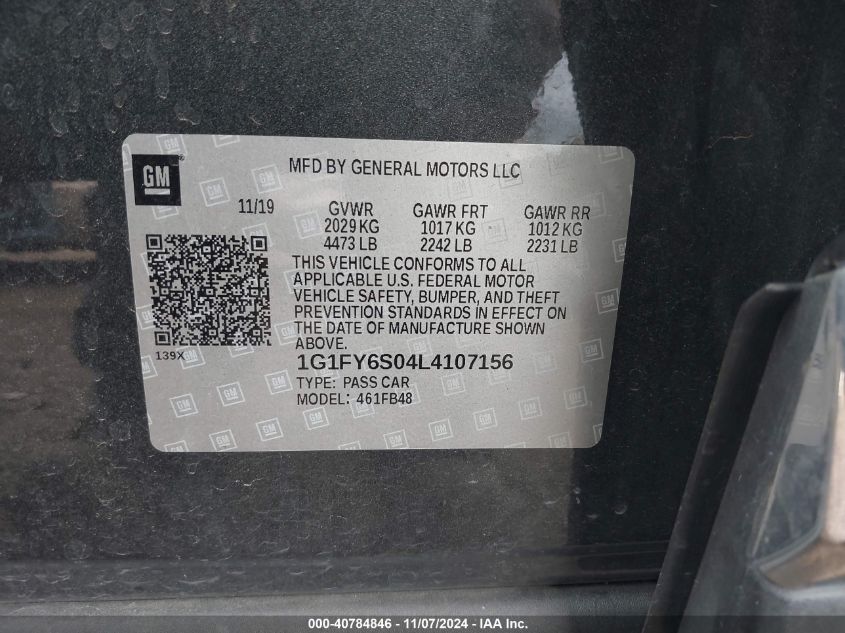 GM
MFD BY GENERAL MOTORS LLC
11/19 GVWR GAWR FRT GAWR RR
2029 KG 1017 KG 1012 KG
4473 LB 2242 LB 2231 LB
THIS VEHICLE CONFORMS TO ALL
APPLICABLE U.S. FEDERAL MOTOR
VEHICLE SAFETY, BUMPER, AND THEFT
PREVENTION STANDARDS IN EFFECT ON
THE DATE OF MANUFACTURE SHOWN
ABOVE.
139X
1G1FY6S04L4107156
TYPE: PASS CAR
MODEL: 461FB48
000-40784846 - 11/07/2024 - IAA Inc.